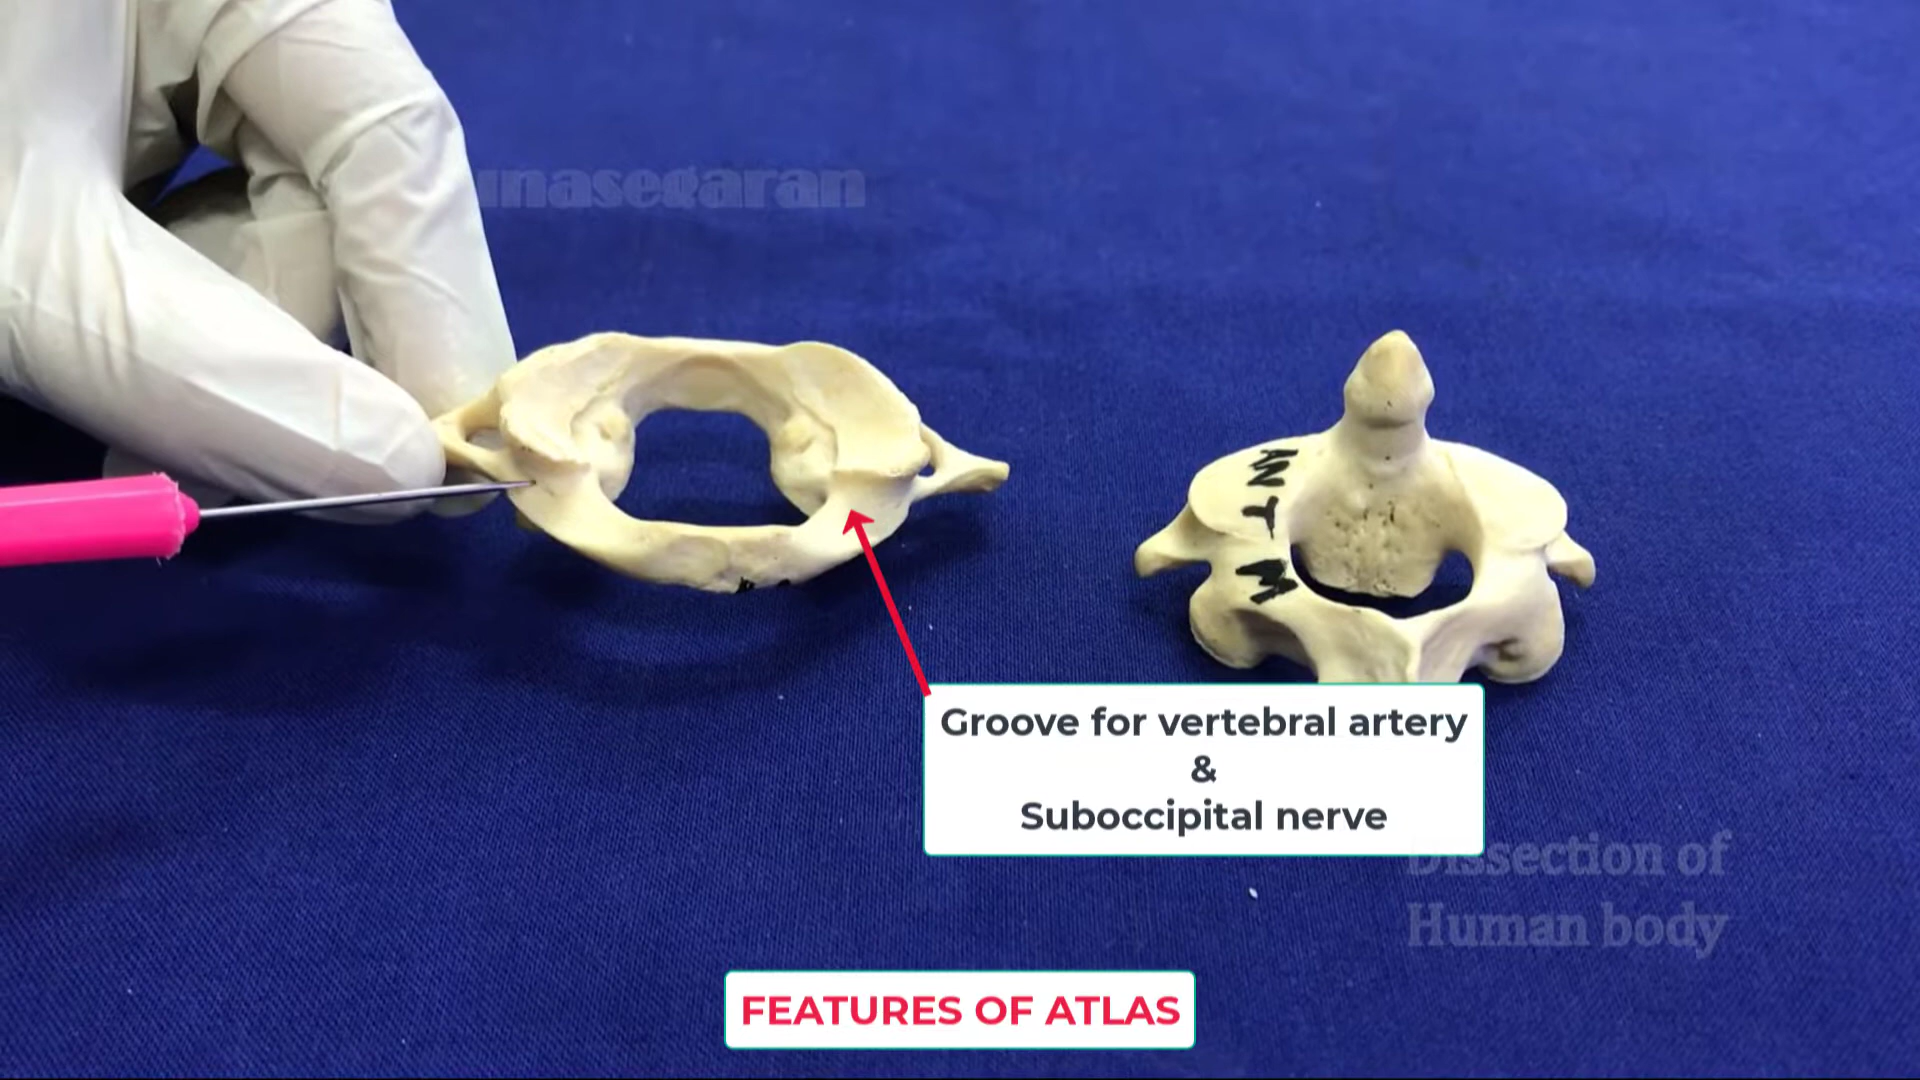 ANT
M
Groove for vertebral artery
&
Suboccipital nerve
Dissection of
Human body
FEATURES OF ATLAS